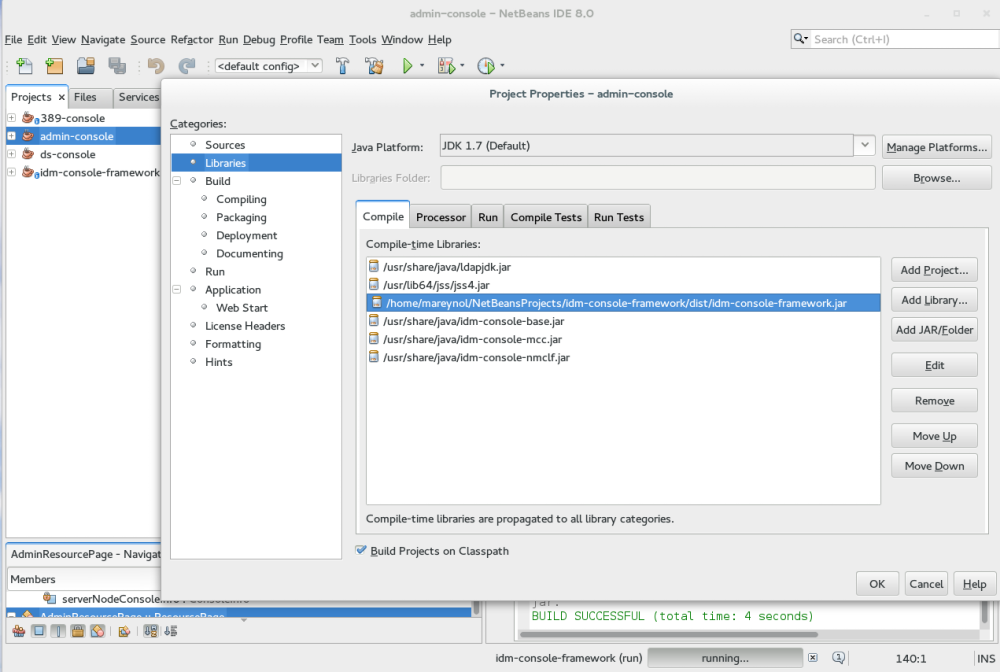 admin-console – NetBeans IDE 8.0
File Edit View Navigate Source Refactor Run Debug Profile Team Tools Window Help
Search (Ctrl+I)
<default config>
Projects Files Services
389-console
admin-console
ds-console
idm-console-framework
Project Properties – admin-console
Categories:
Sources
Libraries
Build
Compiling
Packaging
Deployment
Documenting
Run
Application
Web Start
License Headers
Formatting
Hints
Java Platform: JDK 1.7 (Default) Manage Platforms...
Libraries Folder: Browse...
Compile Processor Run Compile Tests Run Tests
Compile-time Libraries:
/usr/share/java/ldapjdk.jar
/usr/lib64/jss/jss4.jar
/home/mareynol/NetBeansProjects/idm-console-framework/dist/idm-console-framework.jar
/usr/share/java/idm-console-base.jar
/usr/share/java/idm-console-mcc.jar
/usr/share/java/idm-console-nmclf.jar
Add Project...
Add Library...
Add JAR/Folder
Edit
Remove
Move Up
Move Down
Compile-time libraries are propagated to all library categories.
Build Projects on Classpath
OK Cancel Help
AdminResourcePage - Navigat
Members
serverNodeConsole
AdminResourcePage :: ResourcePage
jar:
BUILD SUCCESSFUL (total time: 4 seconds)
idm-console-framework (run) running... 1 140:1 INS